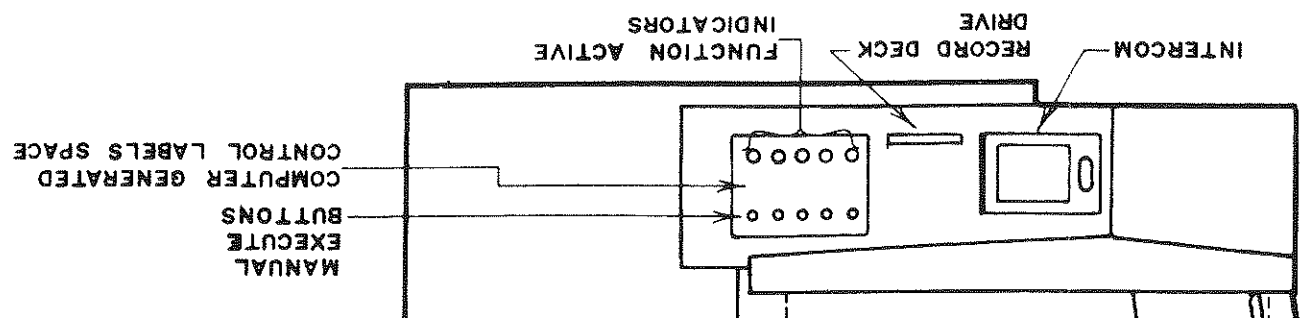 MANUAL
EXECUTE
BUTTONS
COMPUTER GENERATED
CONTROL LABELS SPACE
INTERCOM
RECORD DECK
DRIVE
FUNCTION ACTIVE
INDICATORS